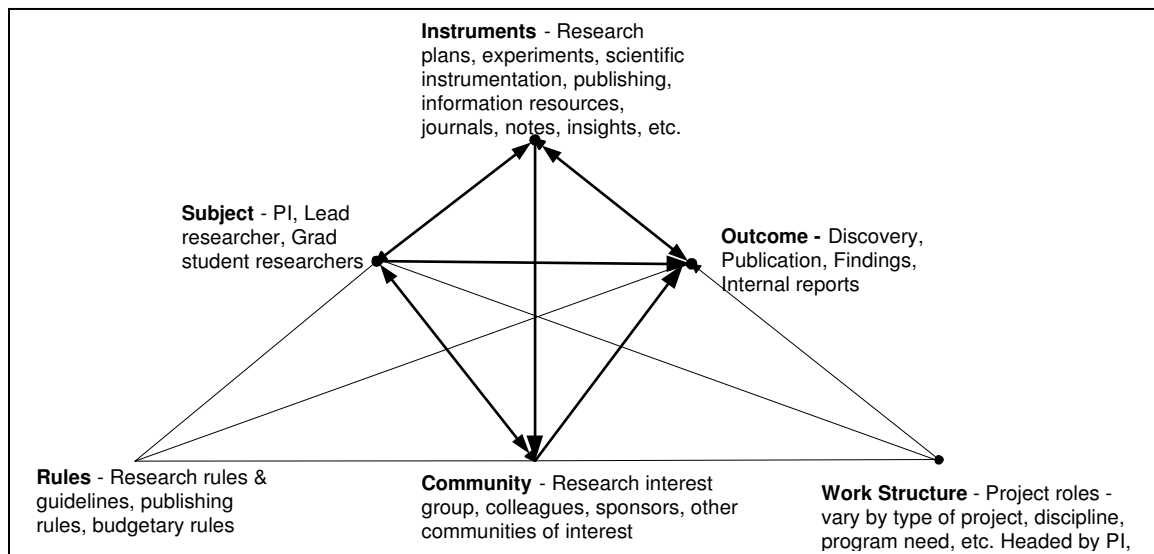 Instruments - Research
plans, experiments, scientific
instrumentation, publishing,
information resources,
journals, notes, insights, etc.
Subject - PI, Lead
researcher, Grad
student researchers
Outcome - Discovery,
Publication, Findings,
Internal reports
Rules - Research rules &
guidelines, publishing
rules, budgetary rules
Community - Research interest
group, colleagues, sponsors, other
communities of interest
Work Structure - Project roles -
vary by type of project, discipline,
program need, etc. Headed by PI,